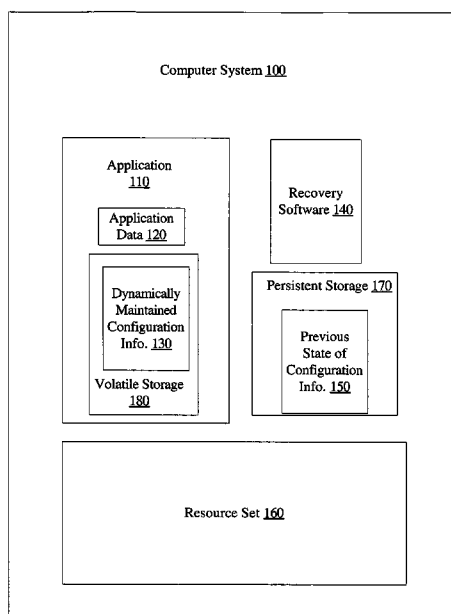 Computer System 100
Application
110
Application
Data 120
Dynamically
Maintained
Configuration
Info. 130
Volatile Storage
180
Recovery
Software 140
Persistent Storage 170
Previous
State of
Configuration
Info. 150
Resource Set 160